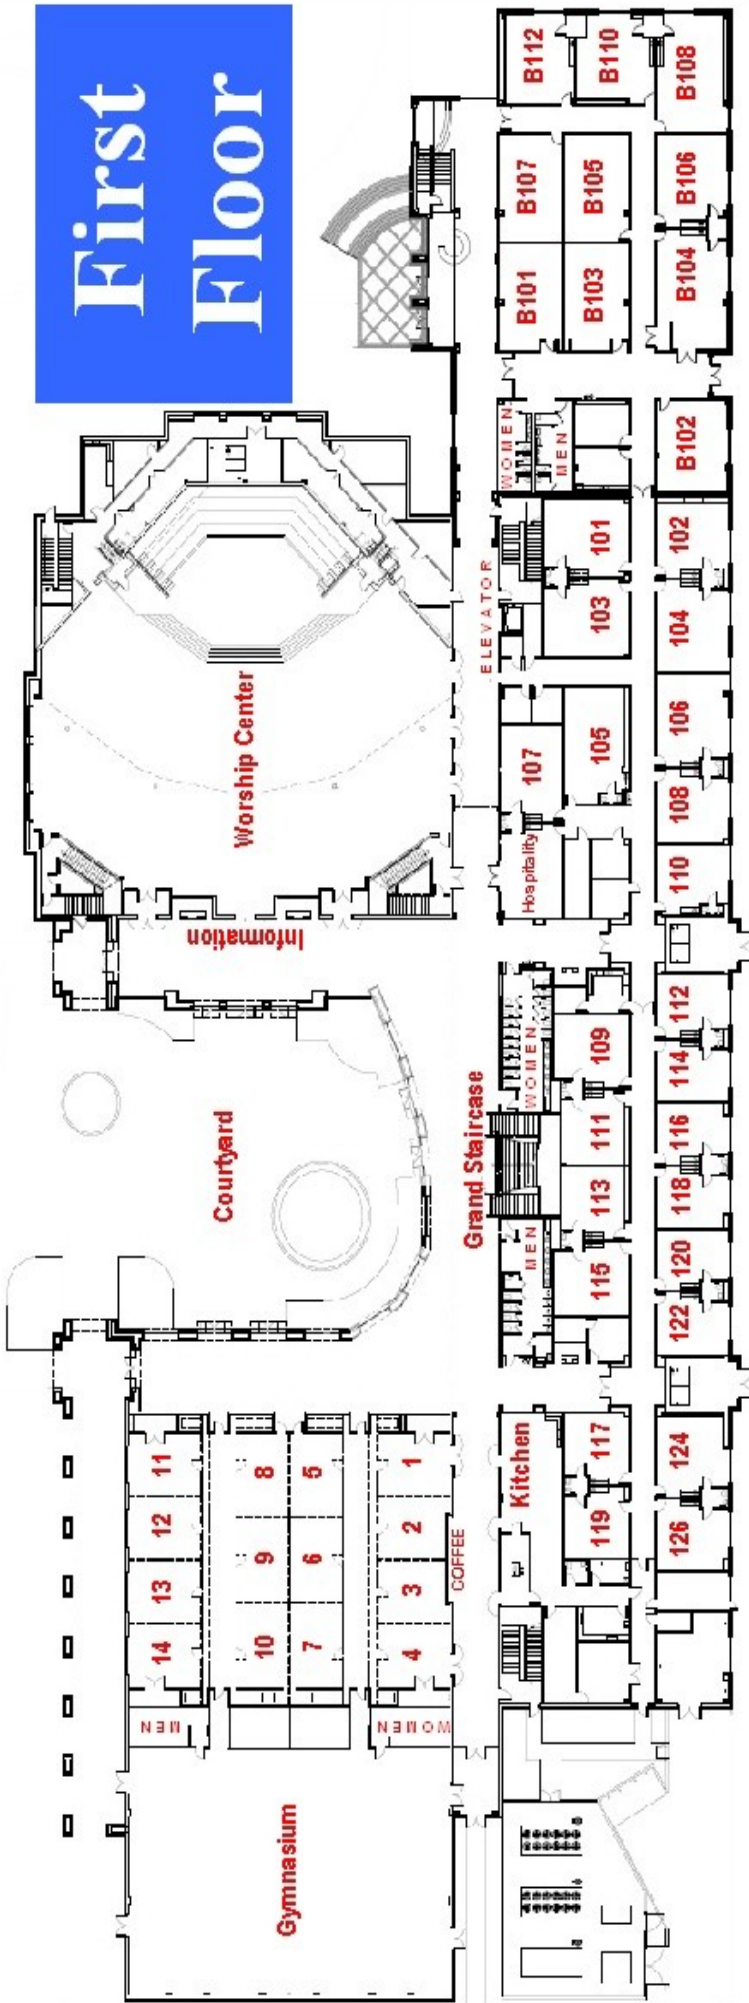 First
Floor
B112
B110
B108
B107
B105
B106
B101
B103
B104
WOMEN
MEN
B102
ELEVATOR
101
102
103
104
Worship Center
107
105
106
108
Hospitality
110
Information
WOMEN
109
112
114
Courtyard
Grand Staircase
111
116
113
118
MEN
115
120
122
11
8
5
1
Kitchen
117
124
12
9
6
2
COFFEE
119
126
13
3
14
10
7
4
MEN
WOMEN
Gymnasium